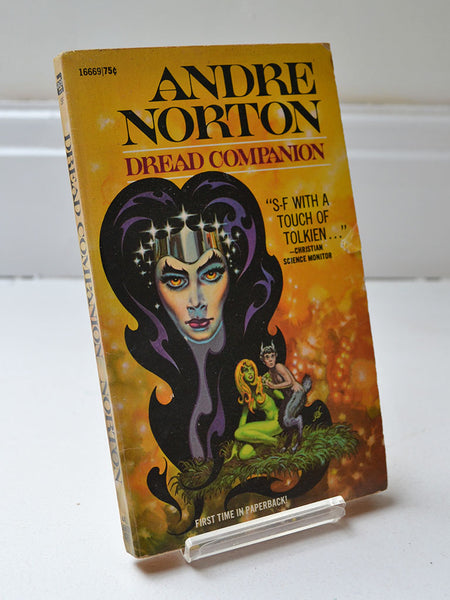 16669/75¢
ANDRE
NORTON
DREAD COMPANION
"S-F WITH A
TOUCH OF
TOLKIEN..."
—CHRISTIAN
SCIENCE MONITOR
FIRST TIME IN PAPERBACK!
DREAD COMPANION NORTON